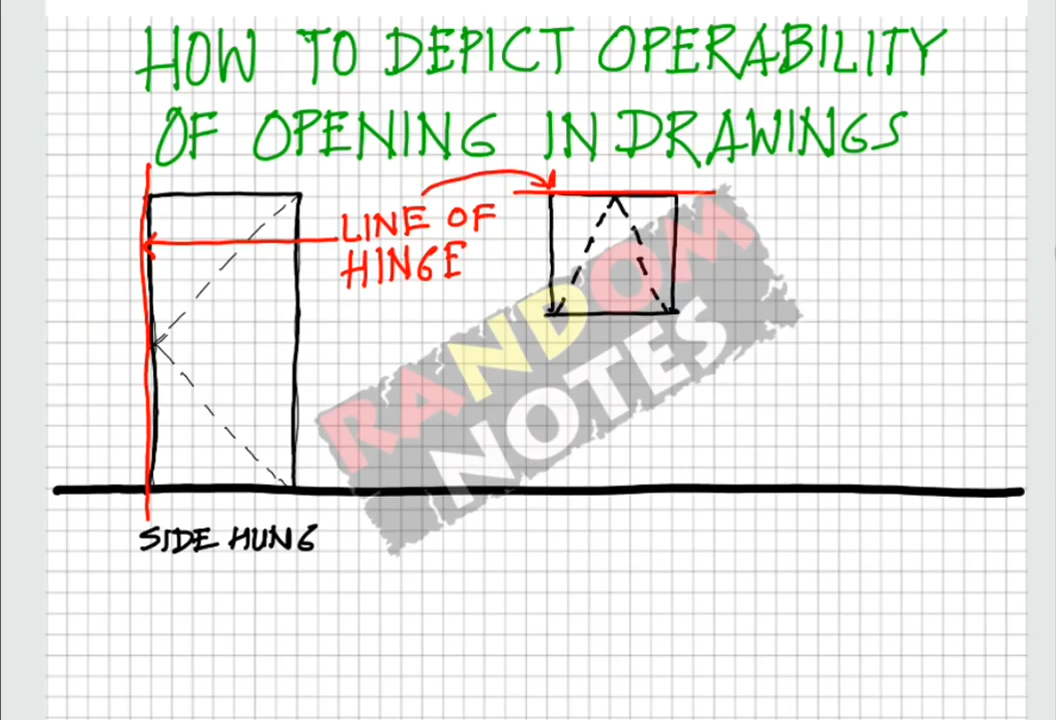 HOW TO DEPICT OPERABILITY
OF OPENING IN DRAWINGS
LINE OF
HINGE
RANDOM
NOTES
SIDE HUNG